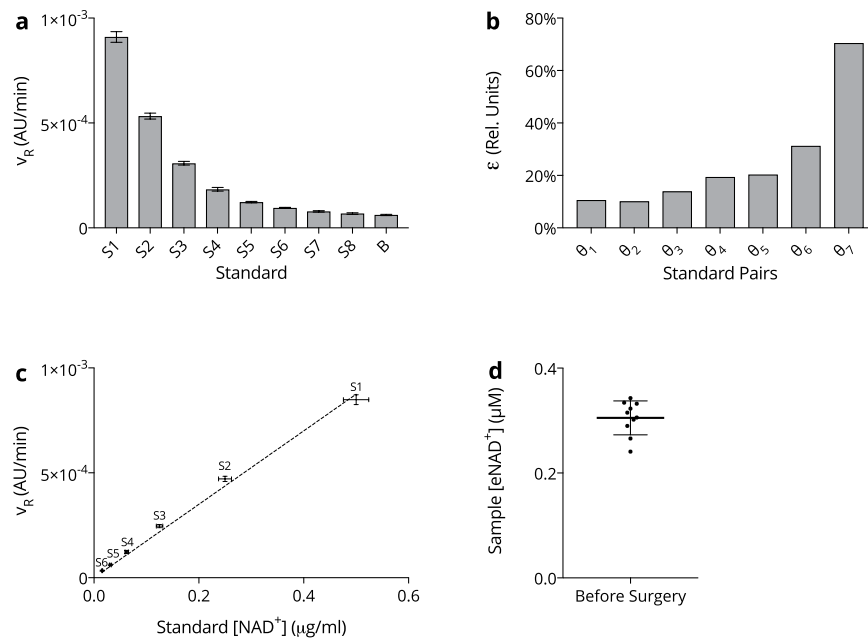 a
1×10⁻³
5×10⁻⁴
0
v_R (AU/min)
S1 S2 S3 S4 S5 S6 S7 S8 B
Standard
b
80%
60%
40%
20%
0%
ε (Rel. Units)
θ₁ θ₂ θ₃ θ₄ θ₅ θ₆ θ₇
Standard Pairs
c
1×10⁻³
5×10⁻⁴
0
v_R (AU/min)
S1
S2
S3
S4
S5
S6
0.0 0.2 0.4 0.6
Standard [NAD⁺] (μg/ml)
d
0.4
0.2
0.0
Sample [eNAD⁺] (μM)
Before Surgery